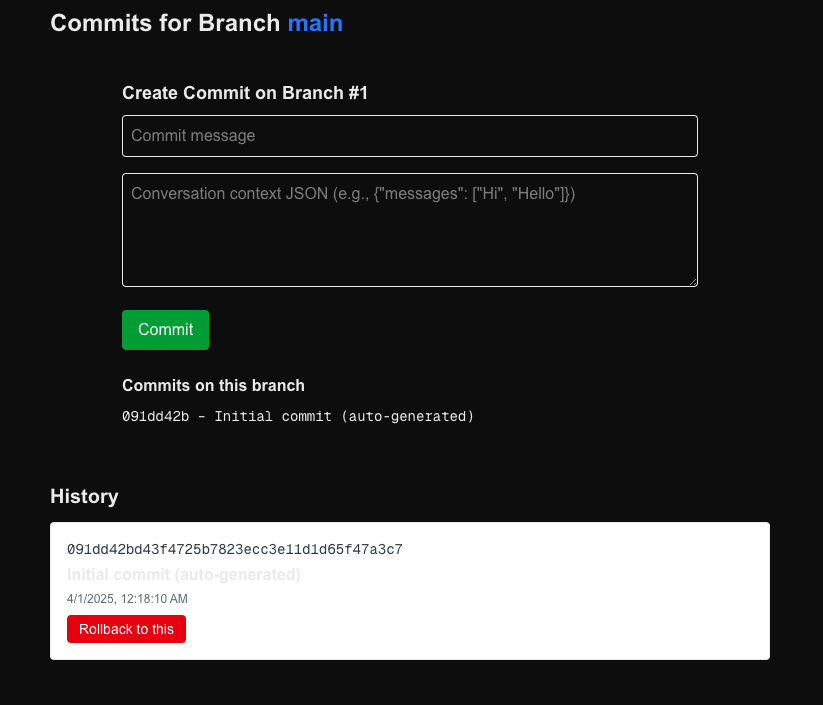 Commits for Branch main
Create Commit on Branch #1
Commit message
Conversation context JSON (e.g., {"messages": ["Hi", "Hello"]})
Commit
Commits on this branch
091dd42b – Initial commit (auto-generated)
History
091dd42bd43f4725b7823ecc3e11d1d65f47a3c7
Initial commit (auto-generated)
4/1/2025, 12:18:10 AM
Rollback to this